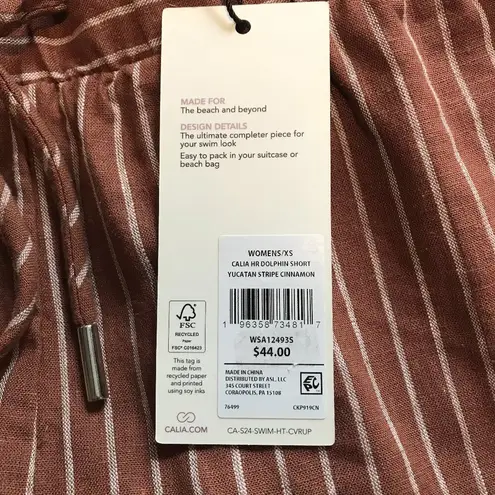 MADE FOR
The beach and beyond
DESIGN DETAILS
The ultimate completer piece for
your swim look
Easy to pack in your suitcase or
beach bag
WOMENS/XS
CALIA HR DOLPHIN SHORT
YUCATAN STRIPE CINNAMON
1 96358 73481 7
WSA12493S
$44.00
MADE IN CHINA
DISTRIBUTED BY ASI, LLC
345 COURT STREET
CORAOPOLIS, PA 15108
76499
CKP919CN
FSC
RECYCLED
Paper
FSC® G016423
This tag is
made from
recycled paper
and printed
using soy inks
CALIA.COM
CA-S24-SWIM-HT-CVRUP